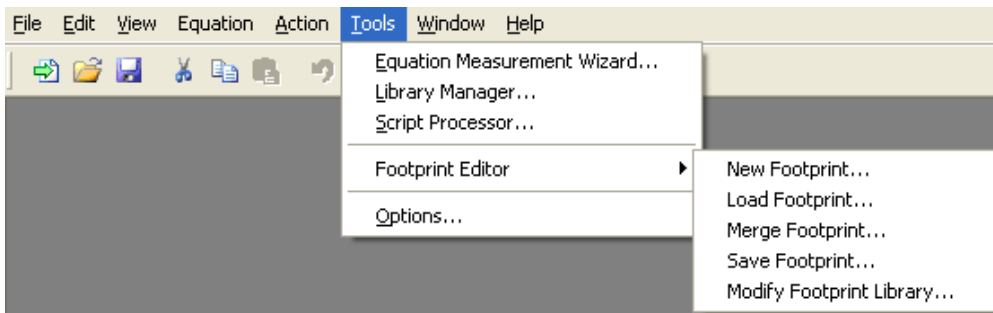 File Edit View Equation Action Tools Window Help
Equation Measurement Wizard...
Library Manager...
Script Processor...
Footprint Editor
Options...
New Footprint...
Load Footprint...
Merge Footprint...
Save Footprint...
Modify Footprint Library...